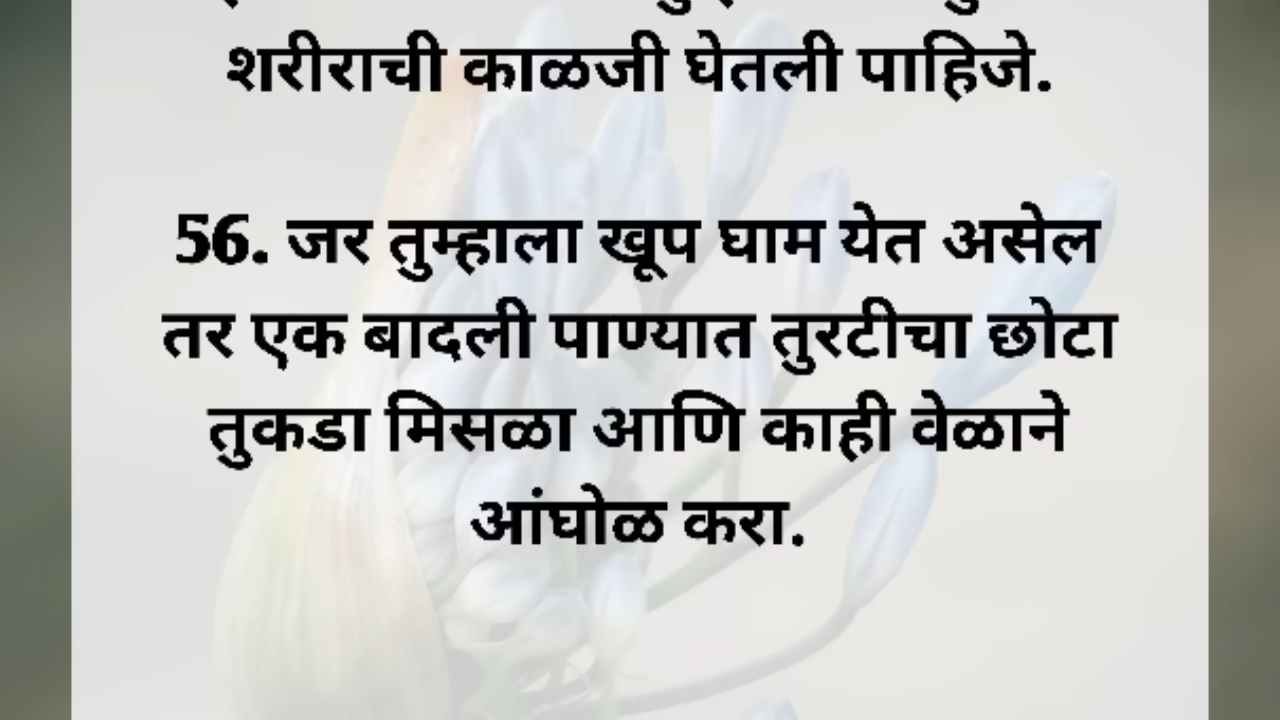 शरीराची काळजी घेतली पाहिजे.
56. जर तुम्हाला खूप घाम येत असेल
तर एक बादली पाण्यात तुरटीचा छोटा
तुकडा मिसळा आणि काही वेळाने
आंघोळ करा.